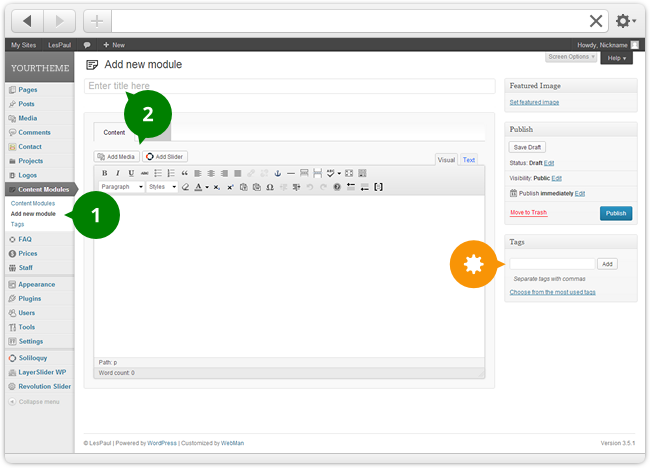 My Sites LesPaul + New Howdy, Nickname
YOURTHEME
Add new module
Screen Options
Help
Pages
Posts
Media
Comments
Contact
Projects
Logos
Content Modules
Content Modules
Add new module
Tags
FAQ
Prices
Staff
Appearance
Plugins
Users
Tools
Settings
Soliloquy
LayerSlider WP
Revolution Slider
Collapse menu
1
Enter title here
2
Content
Add Media Add Slider
Visual Text
B I U ABC
Paragraph Styles
Path: p
Word count: 0
Featured Image
Set featured image
Publish
Save Draft
Status: Draft Edit
Visibility: Public Edit
Publish immediately Edit
Move to Trash Publish
Tags
Add
Separate tags with commas
Choose from the most used tags
© LesPaul | Powered by WordPress | Customized by WebMan
Version 3.5.1